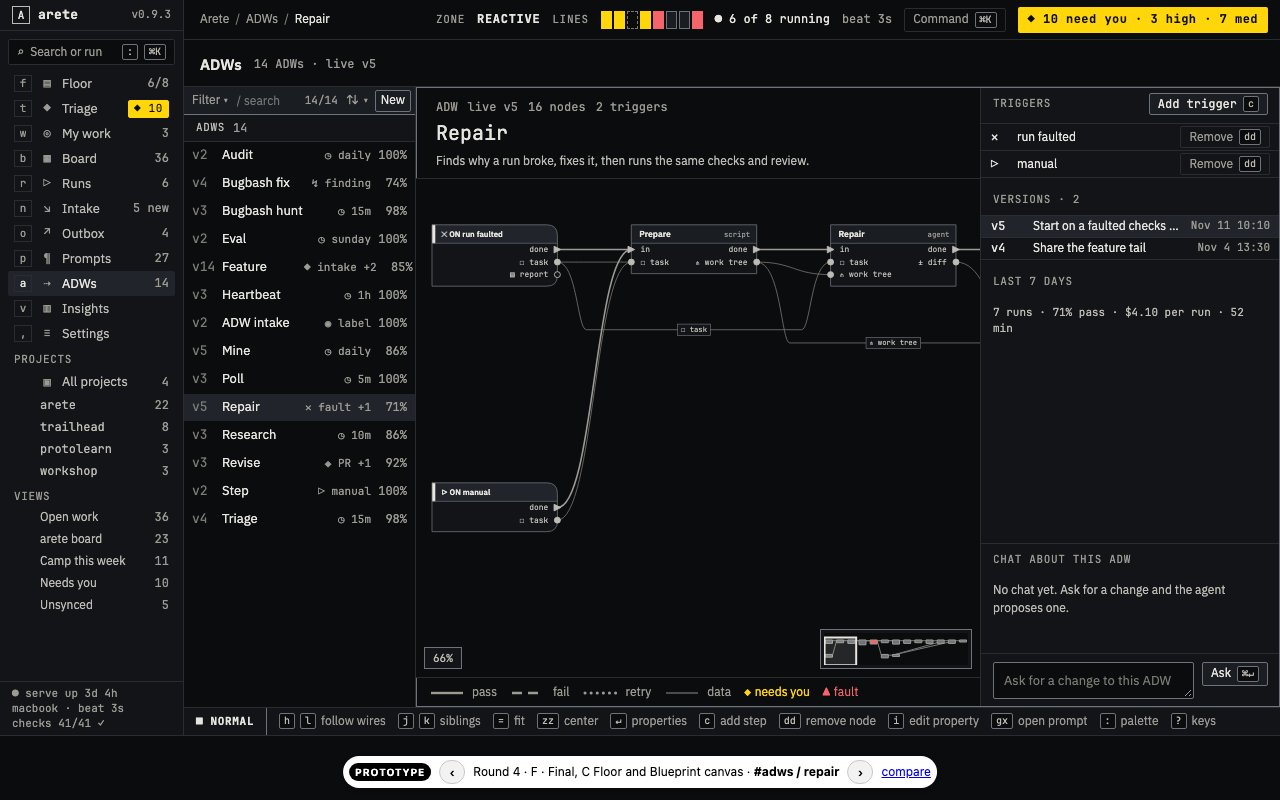 A arete v0.9.3
Search or run : ⌘K
f Floor 6/8
t Triage ◆ 10
w My work 3
b Board 36
r Runs 6
n Intake 5 new
o Outbox 4
p Prompts 27
a ADWs 14
v Insights
, Settings
PROJECTS
All projects 4
arete 22
trailhead 8
protolearn 3
workshop 3
VIEWS
Open work 36
arete board 23
Camp this week 11
Needs you 10
Unsynced 5
● serve up 3d 4h
macbook · beat 3s
checks 41/41 ✓
Arete / ADWs / Repair
ZONE REACTIVE LINES
● 6 of 8 running beat 3s
Command ⌘K
◆ 10 need you · 3 high · 7 med
ADWs 14 ADWs · live v5
Filter ▾ / search 14/14 ↑↓ ▾ New
ADWS 14
v2 Audit daily 100%
v4 Bugbash fix finding 74%
v3 Bugbash hunt 15m 98%
v2 Eval sunday 100%
v14 Feature ◆ intake +2 85%
v3 Heartbeat 1h 100%
v2 ADW intake ◉ label 100%
v5 Mine daily 86%
v3 Poll 5m 100%
v5 Repair × fault +1 71%
v3 Research 10m 86%
v3 Revise ◆ PR +1 92%
v2 Step ▷ manual 100%
v4 Triage 15m 98%
ADW live v5 16 nodes 2 triggers
Repair
Finds why a run broke, fixes it, then runs the same checks and review.
× ON run faulted
done
task
report
Prepare script
in done
task work tree
Repair agent
in done
task ± diff
work tree
task
work tree
▷ ON manual
done
task
66%
pass fail retry data ◆ needs you ▲ fault
TRIGGERS
Add trigger c
× run faulted Remove dd
▷ manual Remove dd
VERSIONS · 2
v5 Start on a faulted checks ... Nov 11 10:10
v4 Share the feature tail Nov 4 13:30
LAST 7 DAYS
7 runs · 71% pass · $4.10 per run · 52
min
CHAT ABOUT THIS ADW
No chat yet. Ask for a change and the agent
proposes one.
Ask for a change to this ADW
Ask ⌘↵
■ NORMAL
h l follow wires j k siblings = fit zz center ↵ properties c add step dd remove node i edit property gx open prompt : palette ? keys
PROTOTYPE ‹ Round 4 · F · Final, C Floor and Blueprint canvas · #adws / repair › compare